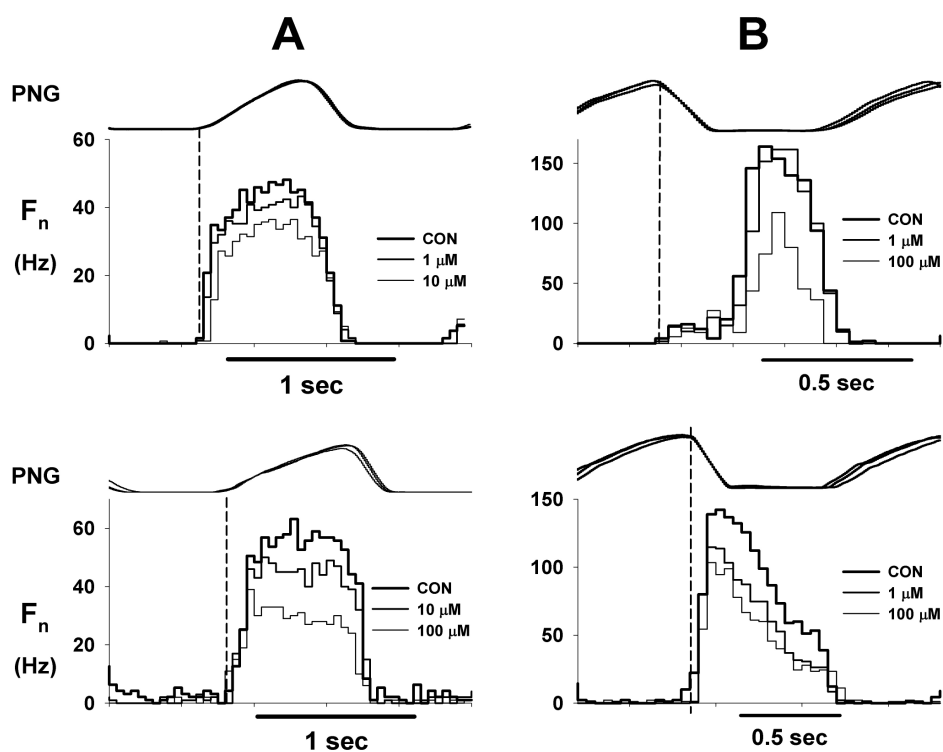 A
B
PNG
60
40
20
0
Fn
(Hz)
CON
1 μM
10 μM
1 sec
150
100
50
0
CON
1 μM
100 μM
0.5 sec
PNG
60
40
20
0
Fn
(Hz)
CON
10 μM
100 μM
1 sec
150
100
50
0
CON
1 μM
100 μM
0.5 sec